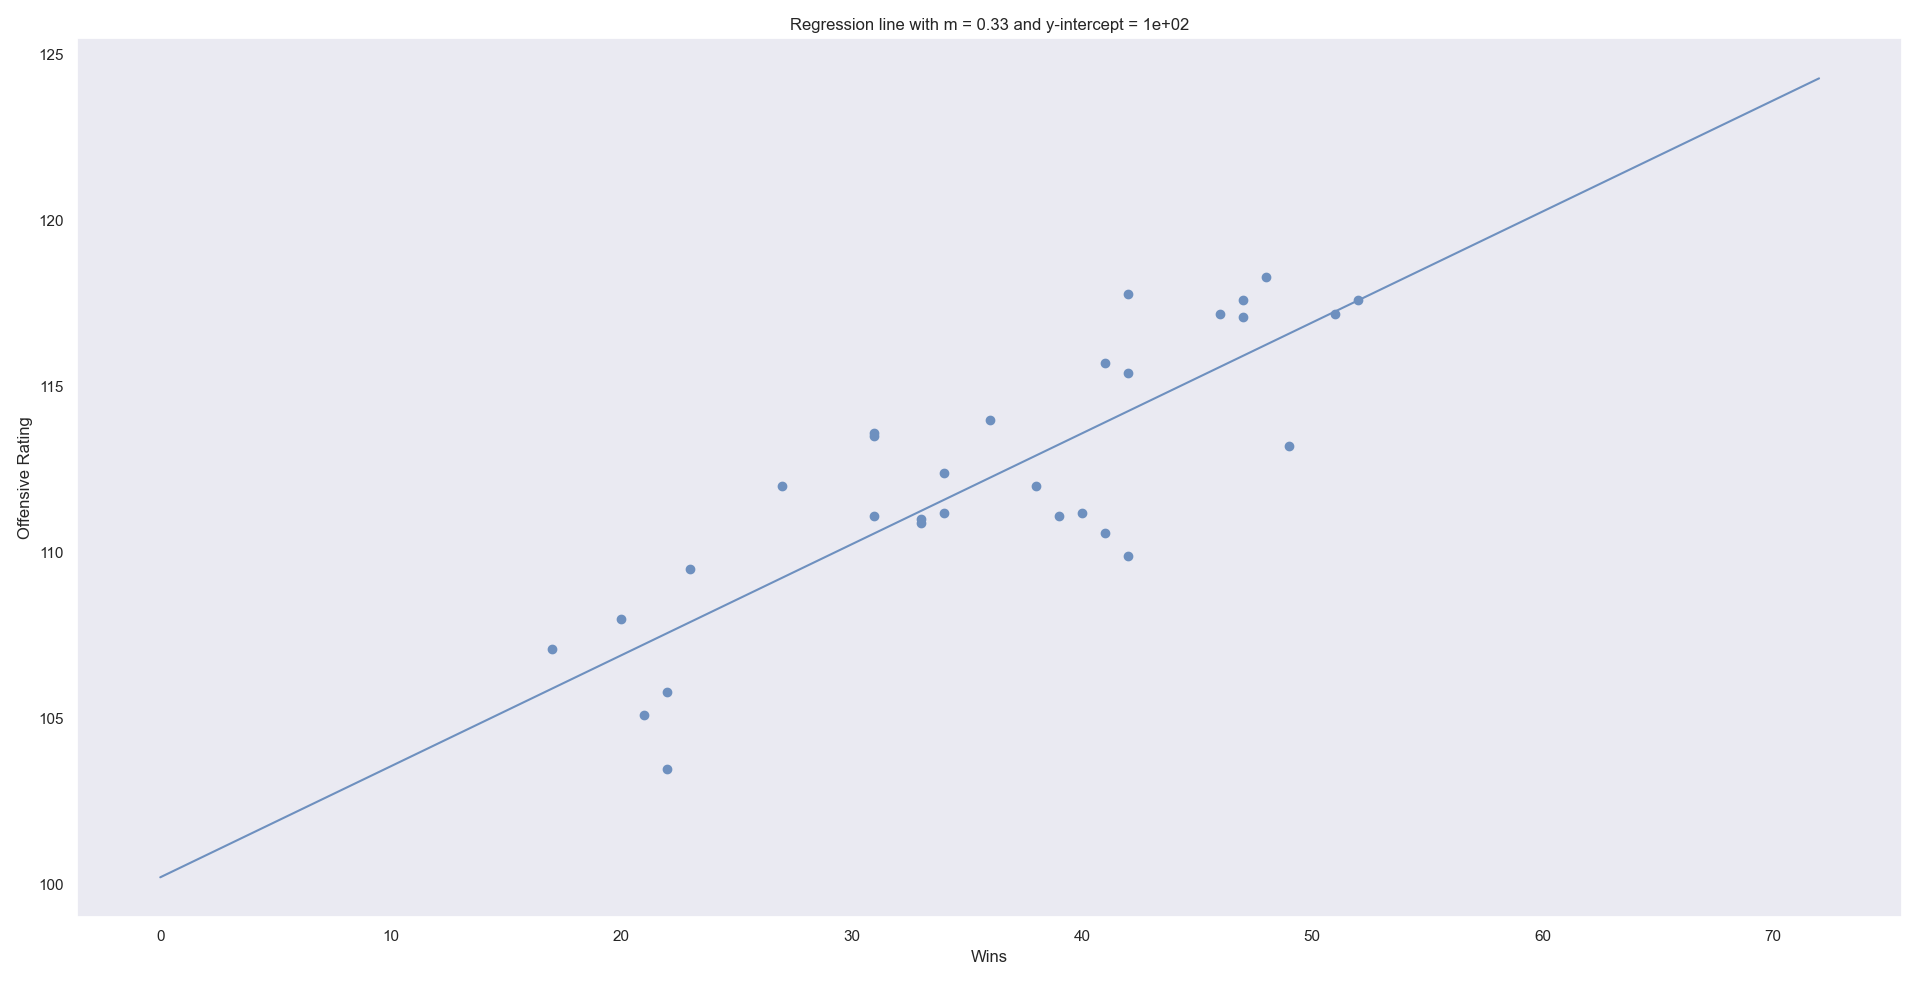 Regression line with m = 0.33 and y-intercept = 1e+02
125
120
115
110
105
100
Offensive Rating
0 10 20 30 40 50 60 70
Wins